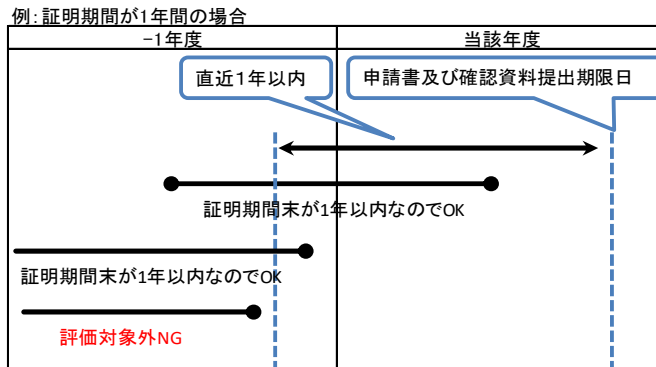 例：証明期間が1年間の場合
-1年度
当該年度
直近１年以内
申請書及び確認資料提出期限日
証明期間末が1年以内なのでOK
証明期間末が1年以内なのでOK
評価対象外NG